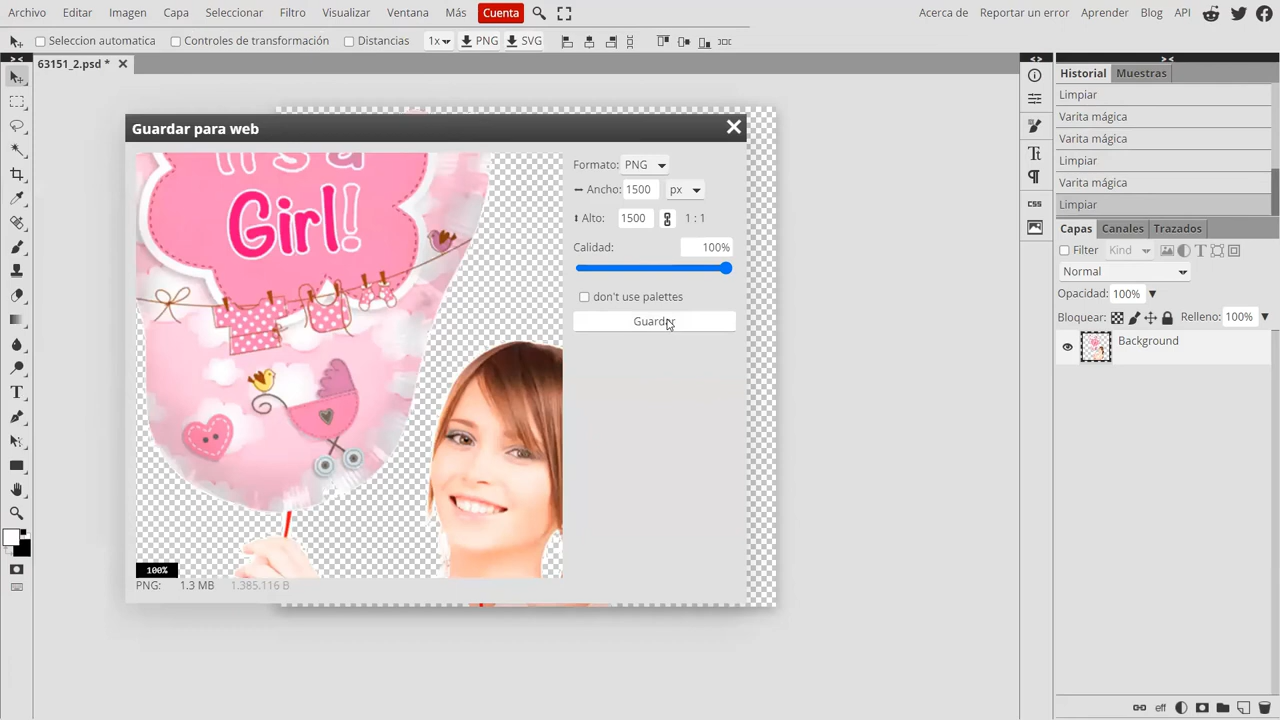 Archivo Editar Imagen Capa Seleccionar Filtro Visualizar Ventana Más Cuenta Acerca de Reportar un error Aprender Blog API
Seleccion automatica Controles de transformación Distancias 1x PNG SVG
63151_2.psd *
Guardar para web
It's a
Girl!
100%
PNG: 1.3 MB 1.385.116 B
Formato: PNG
Ancho: 1500 px
Alto: 1500 1 : 1
Calidad: 100%
don't use palettes
Guardar
CSS
Historial Muestras
Limpiar
Varita mágica
Varita mágica
Limpiar
Varita mágica
Limpiar
Capas Canales Trazados
Filter Kind
Normal
Opacidad: 100%
Bloquear: Relleno: 100%
Background
eff